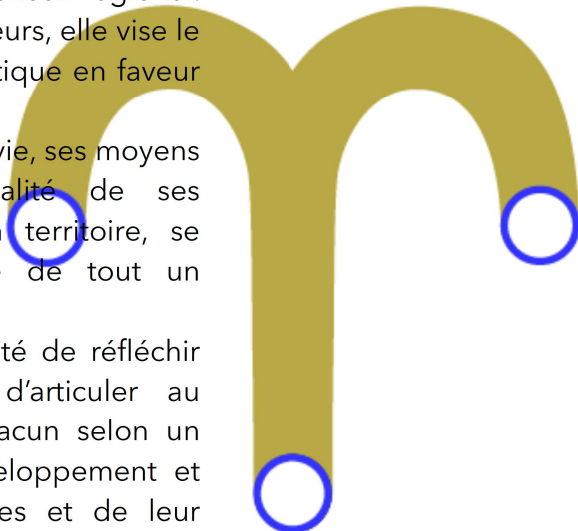 eurs, elle vise le
tique en faveur
vie, ses moyens
alité de ses
territoire, se
de tout un
té de réfléchir
d’articuler au
acun selon un
eloppement et
es et de leur